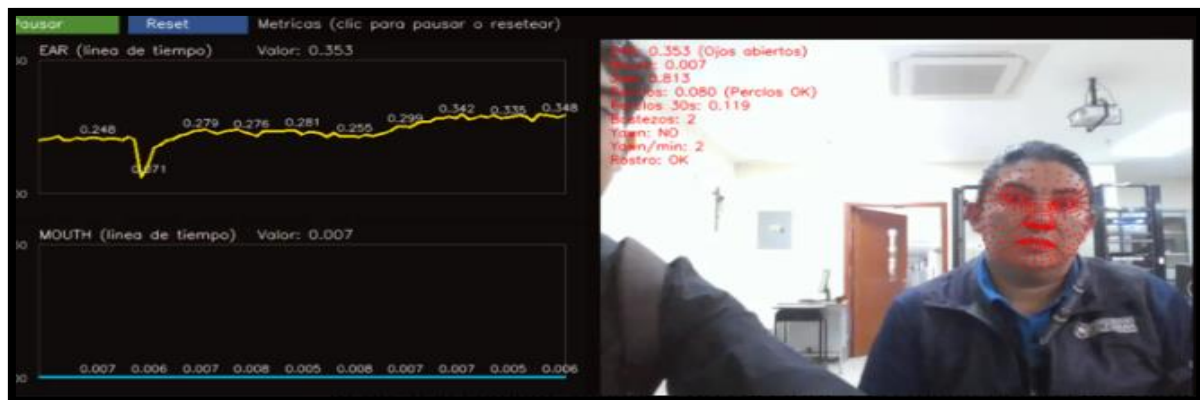 Pausar Reset Metricas (clic para pausar o resetear)
EAR (linea de tiempo) Valor: 0.353
0.248 0.279 0.276 0.281 0.255 0.299 0.342 0.335 0.348
MOUTH (linea de tiempo) Valor: 0.007
0.007 0.006 0.007 0.008 0.005 0.008 0.007 0.007 0.005 0.006
0.353 (Ojos abiertos)
0.007
0.813
0.080 (Perclos OK)
Perclos 30s: 0.119
Bostezos: 2
Yawn: NO
Yawn/min: 2
Rostro: OK